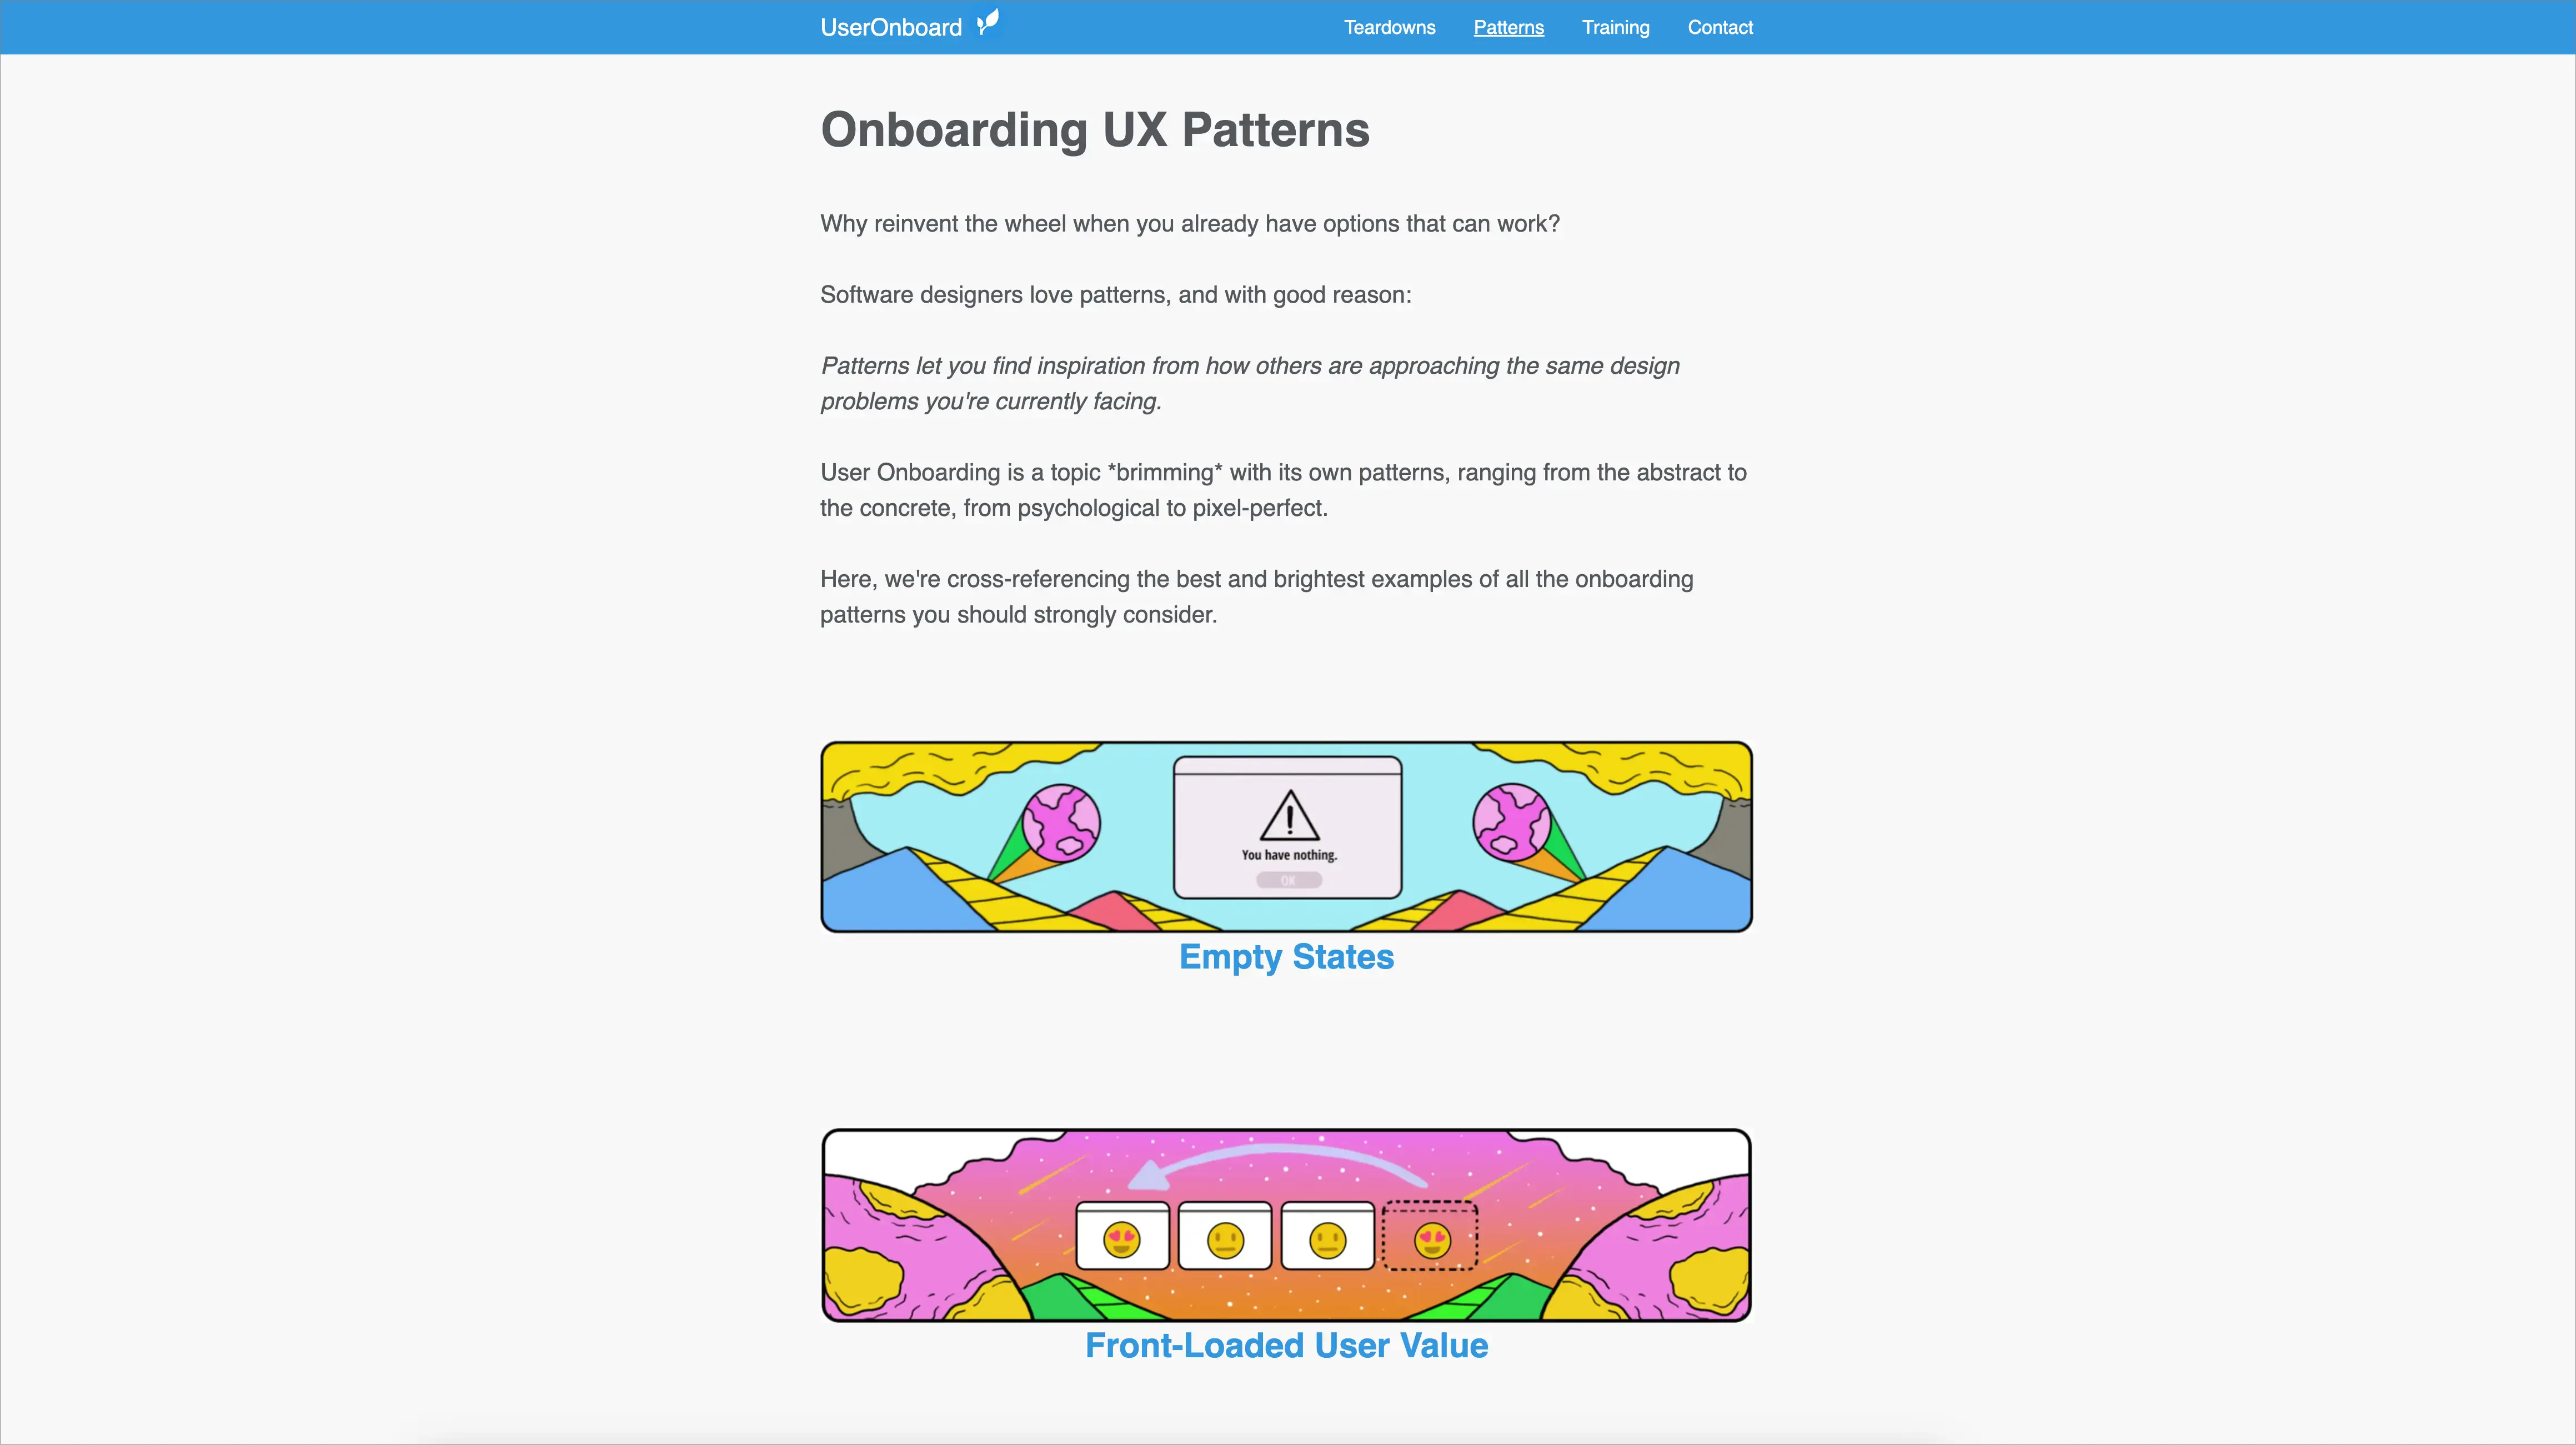 UserOnboard
Teardowns Patterns Training Contact
Onboarding UX Patterns
Why reinvent the wheel when you already have options that can work?
Software designers love patterns, and with good reason:
Patterns let you find inspiration from how others are approaching the same design
problems you're currently facing.
User Onboarding is a topic *brimming* with its own patterns, ranging from the abstract to
the concrete, from psychological to pixel-perfect.
Here, we're cross-referencing the best and brightest examples of all the onboarding
patterns you should strongly consider.
You have nothing.
OK
Empty States
Front-Loaded User Value